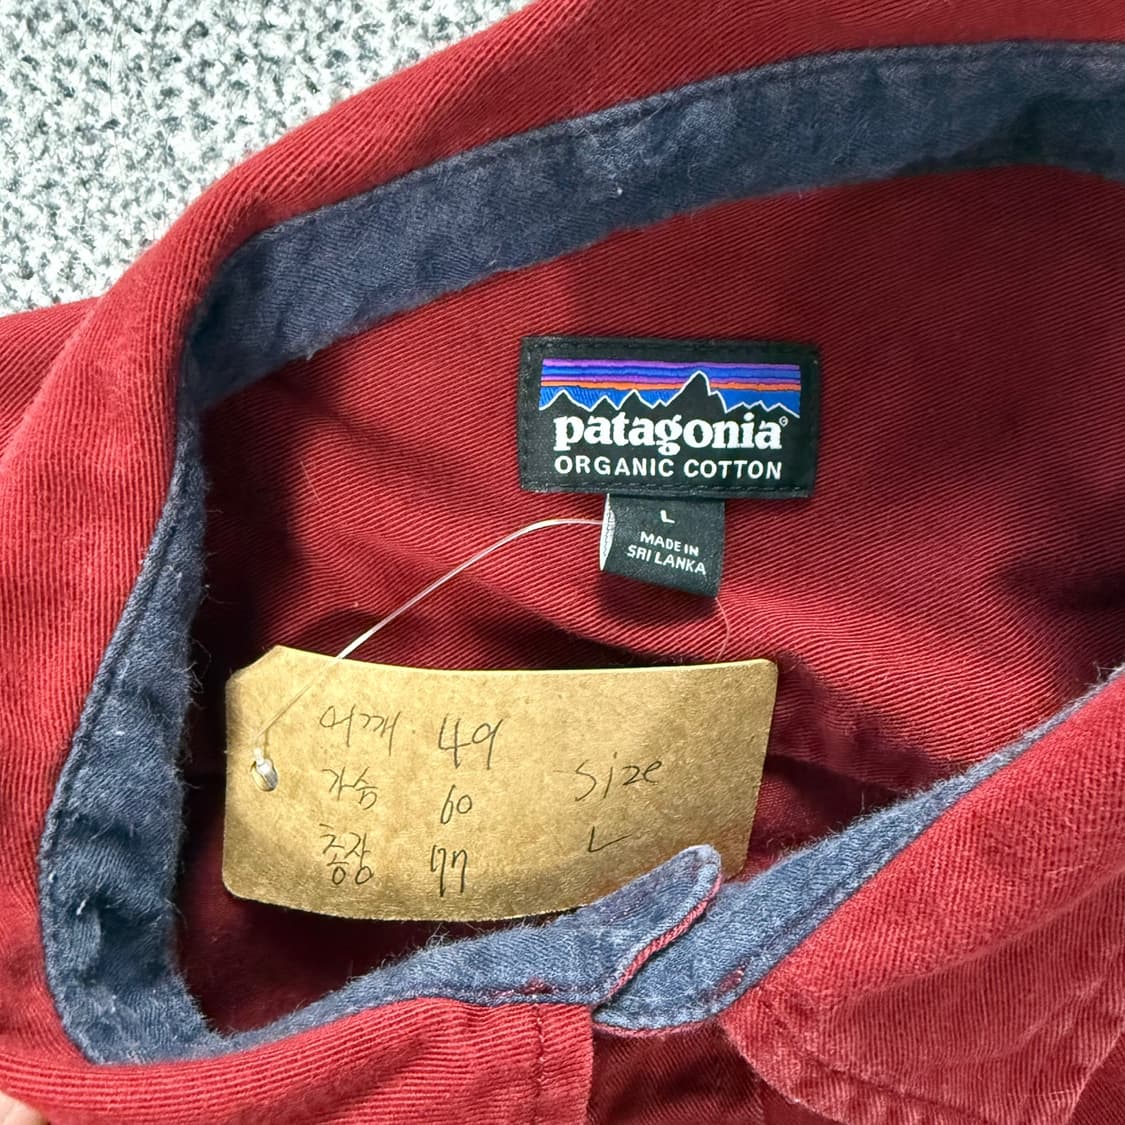 patagonia®
ORGANIC COTTON
L
MADE IN
SRI LANKA
어깨 49
가슴 60
총장 77
Size
L